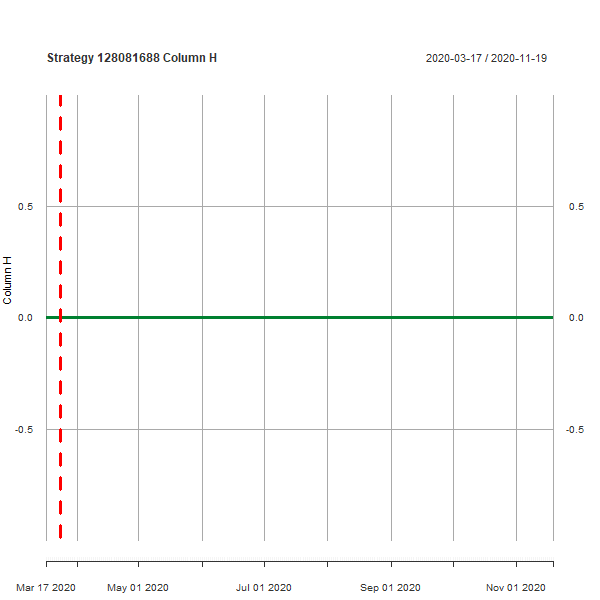 Strategy 128081688 Column H
2020-03-17 / 2020-11-19
0.5
0.5
Column H
0.0
0.0
-0.5
-0.5
Mar 17 2020
May 01 2020
Jul 01 2020
Sep 01 2020
Nov 01 2020